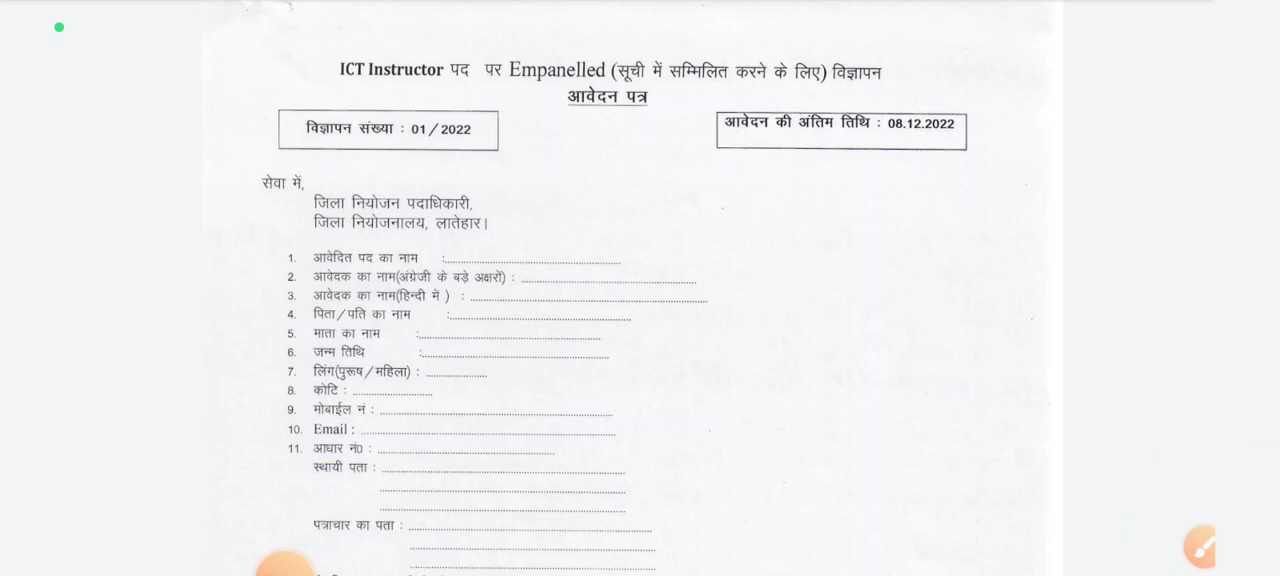 ICT Instructor पद पर Empanelled (सूची में सम्मिलित करने के लिए) विज्ञापन
आवेदन पत्र
विज्ञापन संख्या : 01/2022
आवेदन की अंतिम तिथि : 08.12.2022
सेवा में,
जिला नियोजन पदाधिकारी,
जिला नियोजनालय, लातेहार।
1. आवेदित पद का नाम :
2. आवेदक का नाम(अंग्रेजी के बड़े अक्षरों) :
3. आवेदक का नाम(हिन्दी में ) :
4. पिता/पति का नाम :
5. माता का नाम :
6. जन्म तिथि :
7. लिंग(पुरूष/महिला) :
8. कोटि :
9. मोबाईल नं :
10. Email :
11. आधार नं0 :
स्थायी पता :
पत्राचार का पता :